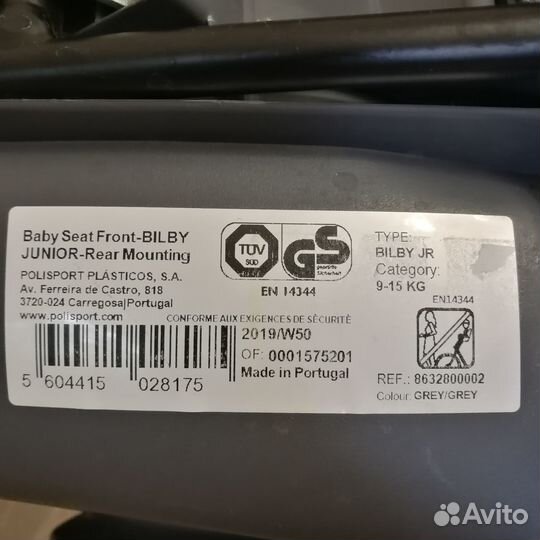 Baby Seat Front-BILBY
JUNIOR-Rear Mounting
POLISPORT PLÁSTICOS, S.A.
Av. Ferreira de Castro, 818
3720-024 Carregosa|Portugal
www.polisport.com
TÜV
SÜD
GS
geprüfte
Sicherheit
EN 14344
TYPE:
BILBY JR
Category:
9-15 KG
EN14344
CONFORME AUX EXIGENCES DE SÉCURITÉ
2019/W50
OF: 0001575201
Made in Portugal
5 604415 028175
REF.: 8632800002
Colour: GREY/GREY
Avito